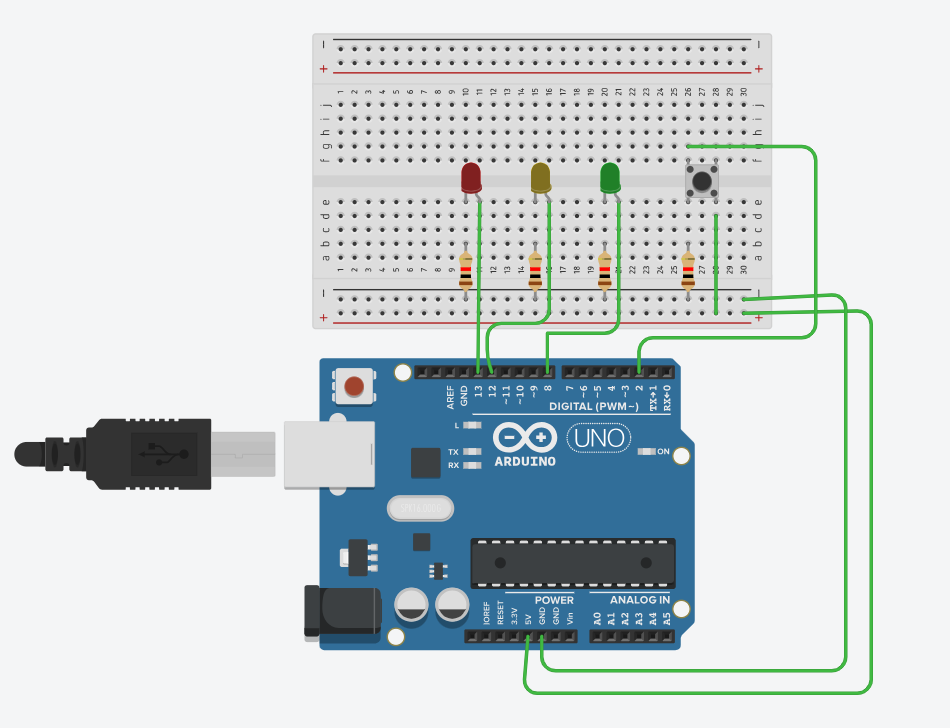 − −
+ +
1 2 3 4 5 6 7 8 9 10 11 12 13 14 15 16 17 18 19 20 21 22 23 24 25 26 27 28 29 30
j j
i i
h h
g g
f f
e e
d d
c c
b b
a a
1 2 3 4 5 6 7 8 9 10 11 12 13 14 15 16 17 18 19 20 21 22 23 24 25 26 27 28 29 30
− −
+ +
AREF GND 13 12 ~11 ~10 ~9 8 7 ~6 ~5 4 ~3 2 TX→1 RX←0
DIGITAL (PWM~)
L
TX
RX
ARDUINO
UNO
ON
POWER ANALOG IN
IOREF RESET 3.3V 5V GND GND Vin A0 A1 A2 A3 A4 A5